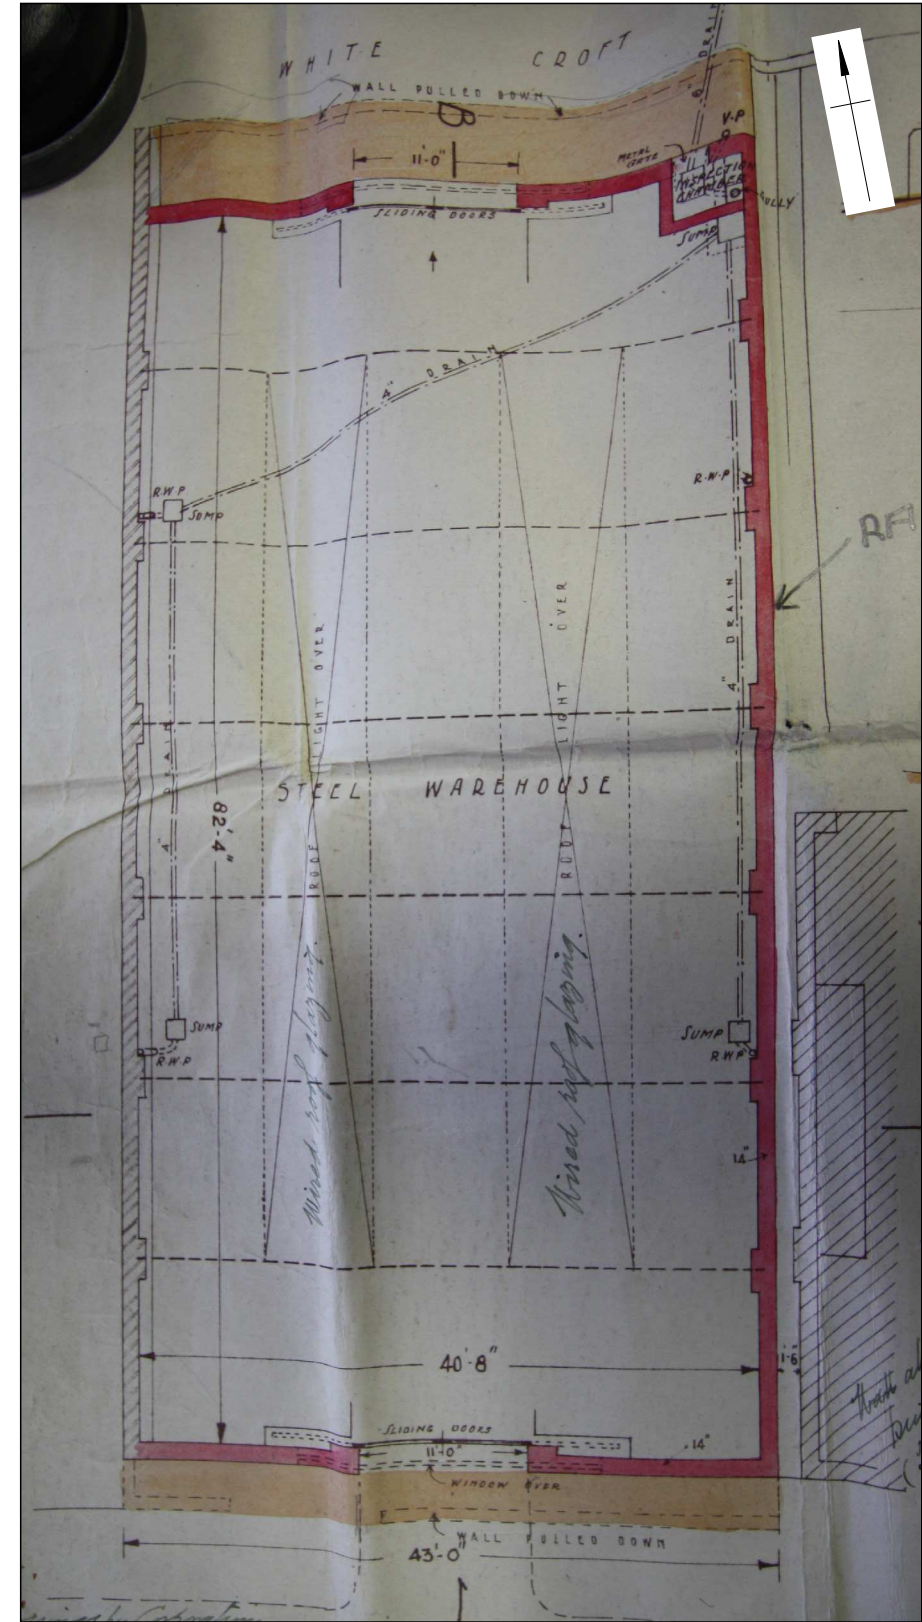 WHITE CROFT
6" DRAIN
WALL PULLED DOWN
B
V-P
11'-0"
METAL GATE
INSPECTION CHAMBER
GULLY
SLIDING DOORS
SUMP
4" DRAIN
R.W.P
SUMP
R.W.P
RA
ROOF LIGHT OVER
ROOF LIGHT OVER
4" DRAIN
4" DRAIN
STEEL WAREHOUSE
82'-4"
Wired roof glazing.
Wired roof glazing.
SUMP
R.W.P
SUMP
R.W.P
14"
40'-8"
1'-6"
SLIDING DOORS
11'-0"
14"
WINDOW OVER
WALL PULLED DOWN
43'-0"